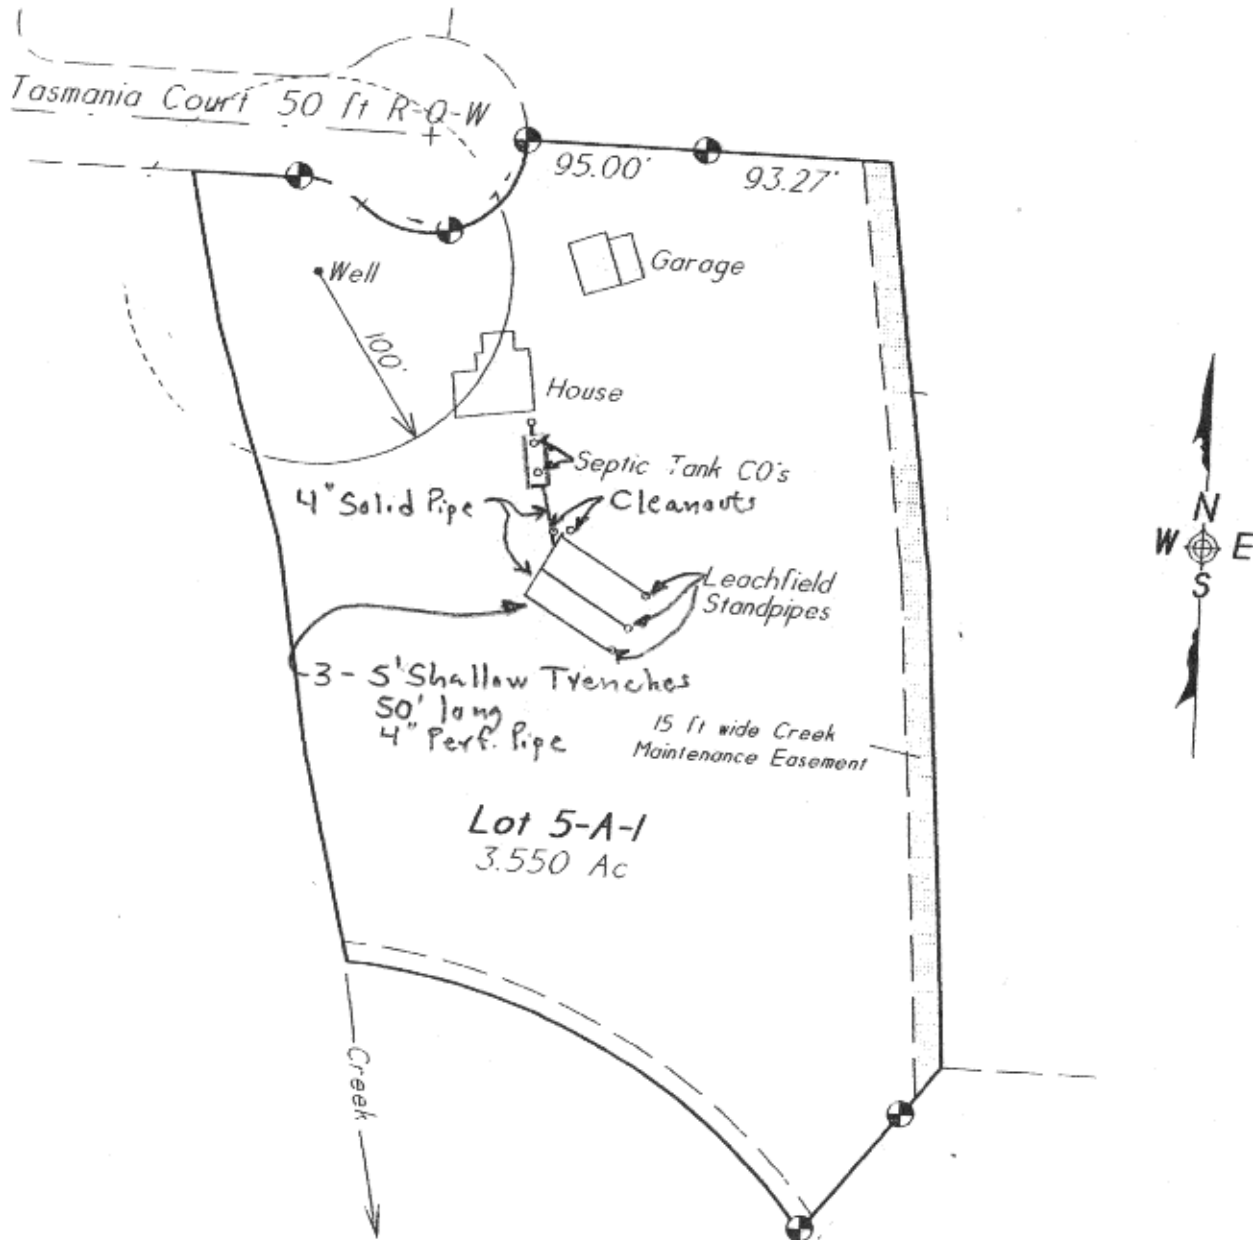 Tasmania Court 50 ft R-O-W
95.00'
93.27'
Garage
Well
100'
House
Septic Tank CO's
4" Solid Pipe
Cleanouts
N
W E
S
Leachfield
Standpipes
3 - 5' Shallow Trenches
50' long
4" Perf. Pipe
15 ft wide Creek
Maintenance Easement
Lot 5-A-1
3.550 Ac
Creek